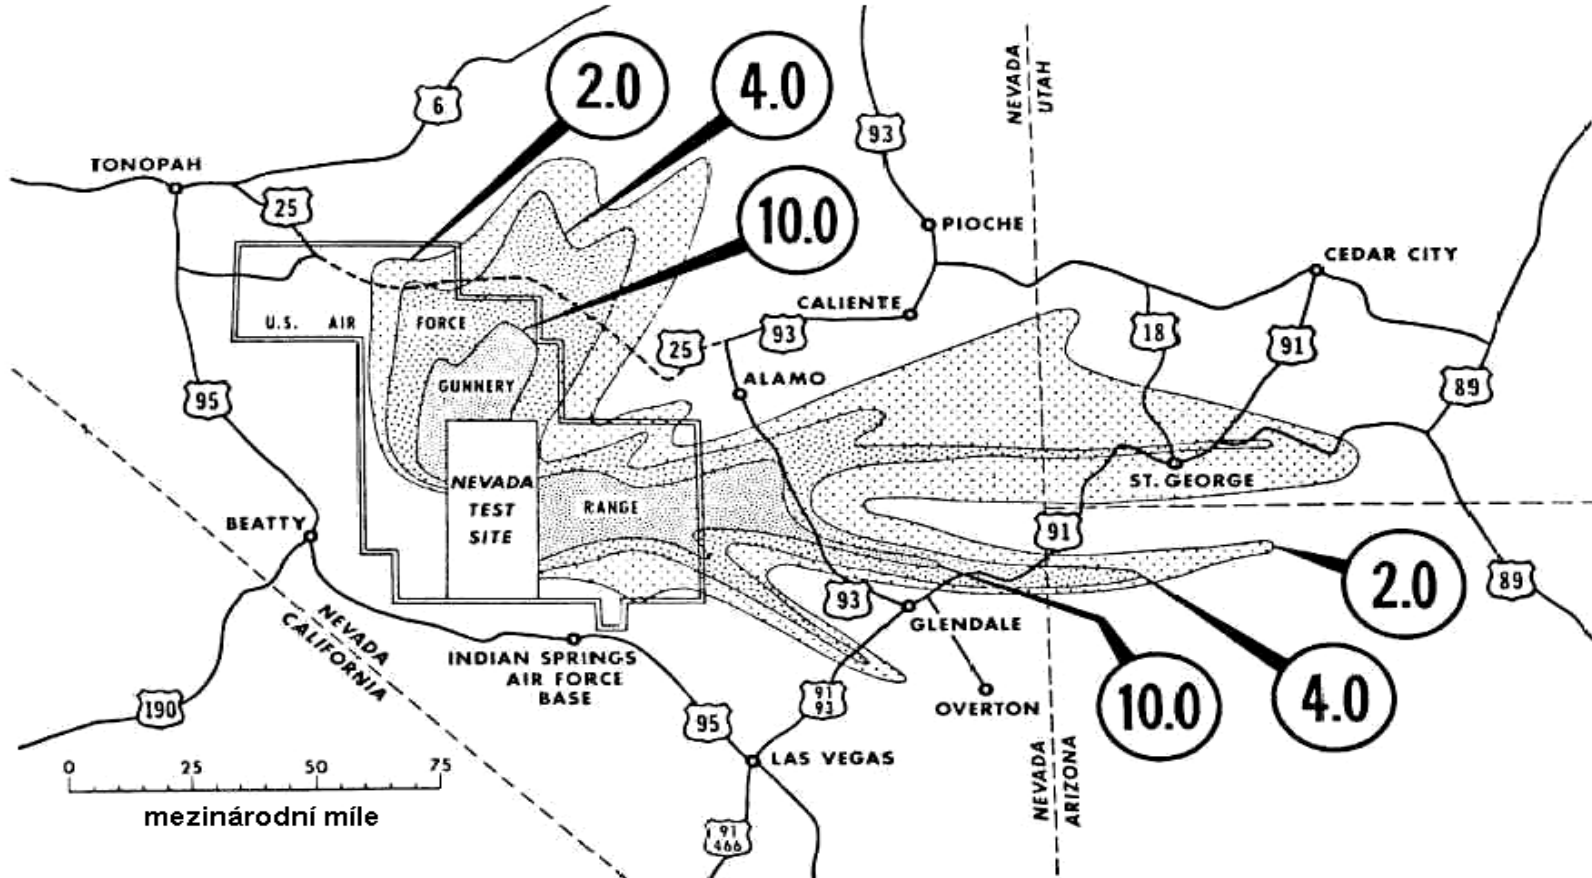 2.0
4.0
6
93
NEVADA
UTAH
TONOPAH
10.0
25
PIOCHE
CEDAR CITY
CALIENTE
U.S. AIR FORCE
25
93
18
91
ALAMO
GUNNERY
95
89
NEVADA
TEST
SITE
RANGE
ST. GEORGE
BEATTY
91
2.0
89
93
NEVADA
CALIFORNIA
GLENDALE
INDIAN SPRINGS
AIR FORCE
BASE
190
91
93
95
OVERTON
10.0
4.0
LAS VEGAS
NEVADA
ARIZONA
0 25 50 75
mezinárodní míle
91
466